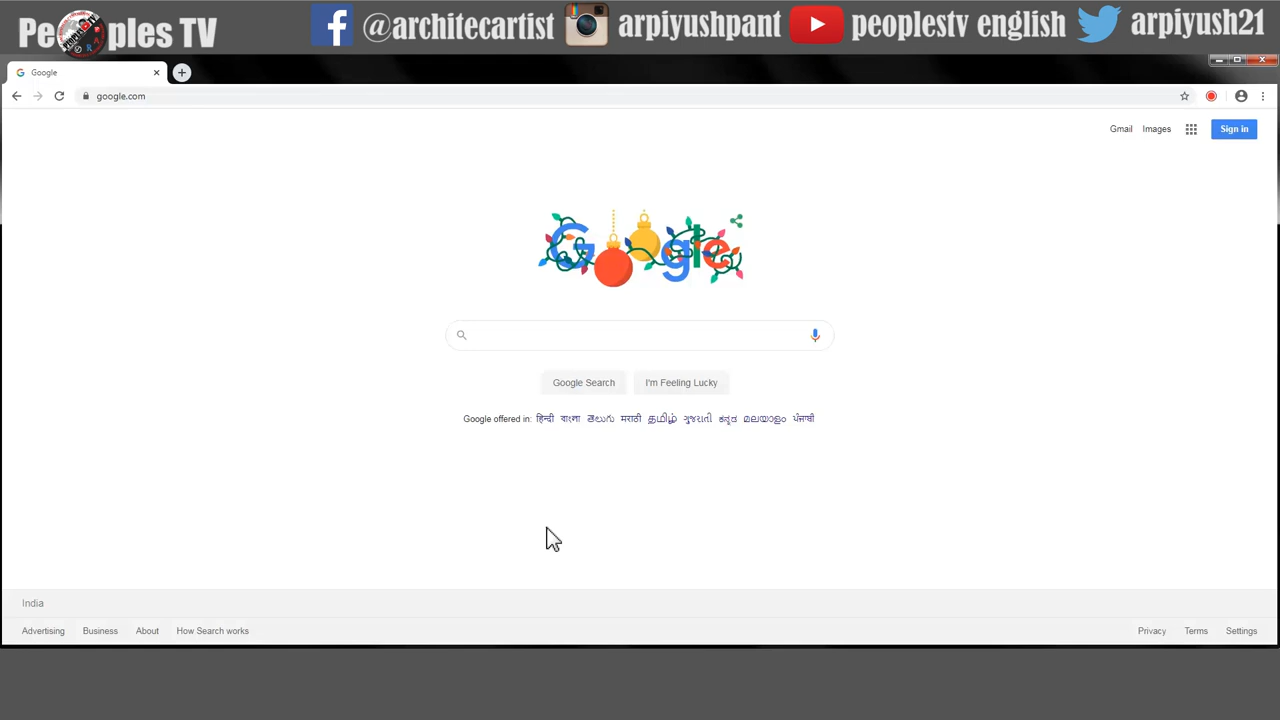 Peoples TV
@architecartist arpiyushpant peoplestv english arpiyush21
Google
google.com
Gmail Images Sign in
Google
Google Search I'm Feeling Lucky
Google offered in: हिन्दी বাংলা తెలుగు मराठी தமிழ் ગુજરાતી ಕನ್ನಡ മലയാളം ਪੰਜਾਬੀ
India
Advertising Business About How Search works Privacy Terms Settings